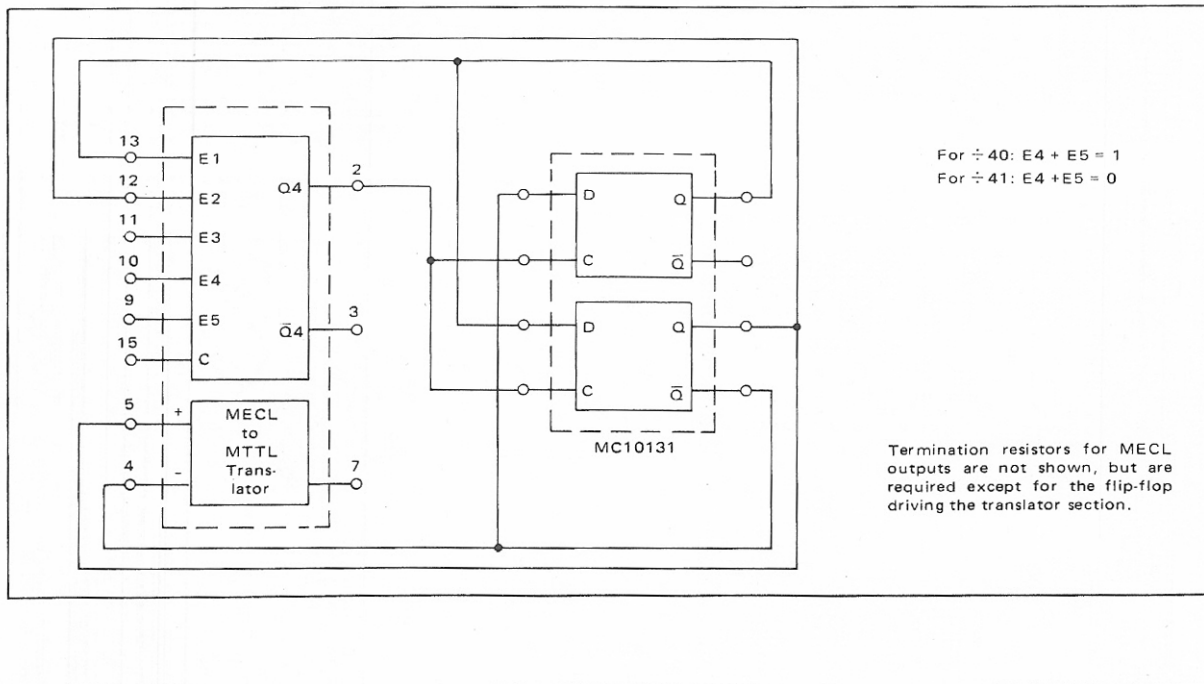 For ÷40: E4 + E5 = 1
For ÷41: E4 +E5 = 0
13
12
11
10
9
15
5
4
E1
E2
E3
E4
E5
C
Q4
Q̄4
2
3
+
−
MECL
to
MTTL
Trans-
lator
7
D
Q
C
Q̄
D
Q
C
Q̄
MC10131
Termination resistors for MECL
outputs are not shown, but are
required except for the flip-flop
driving the translator section.